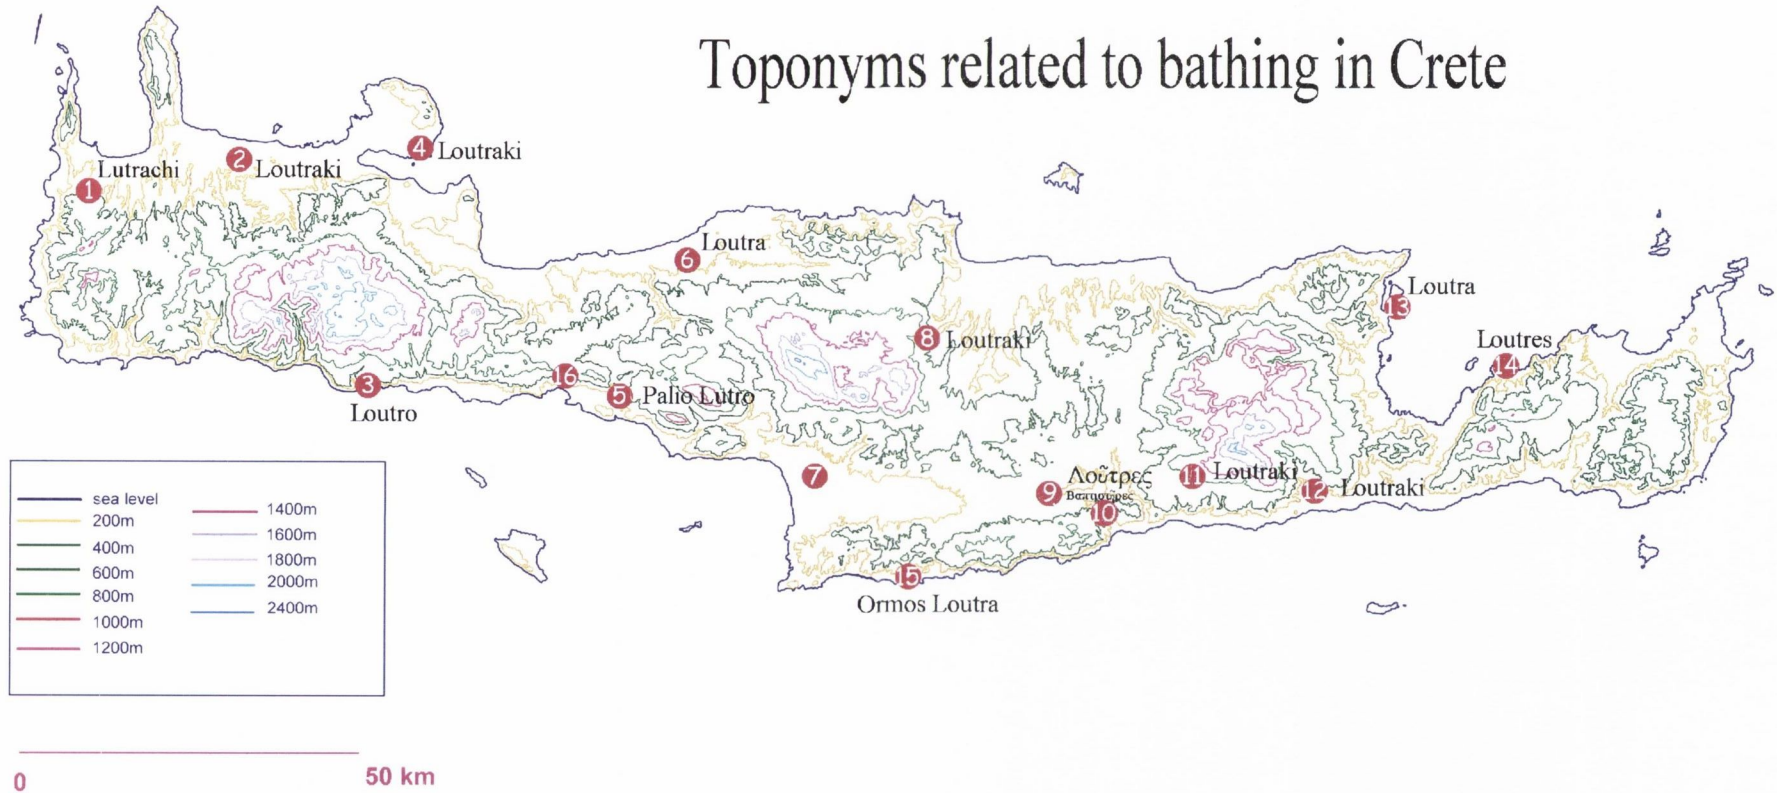 Toponyms related to bathing in Crete
1 Lutrachi
2 Loutraki
4 Loutraki
6 Loutra
13 Loutra
8 Loutraki
14 Loutres
3 Loutro
16
5 Palio Lutro
7
9 Λοῦτρες
10
11 Loutraki
12 Loutraki
15 Ormos Loutra
sea level
200m
400m
600m
800m
1000m
1200m
1400m
1600m
1800m
2000m
2400m
0 50 km